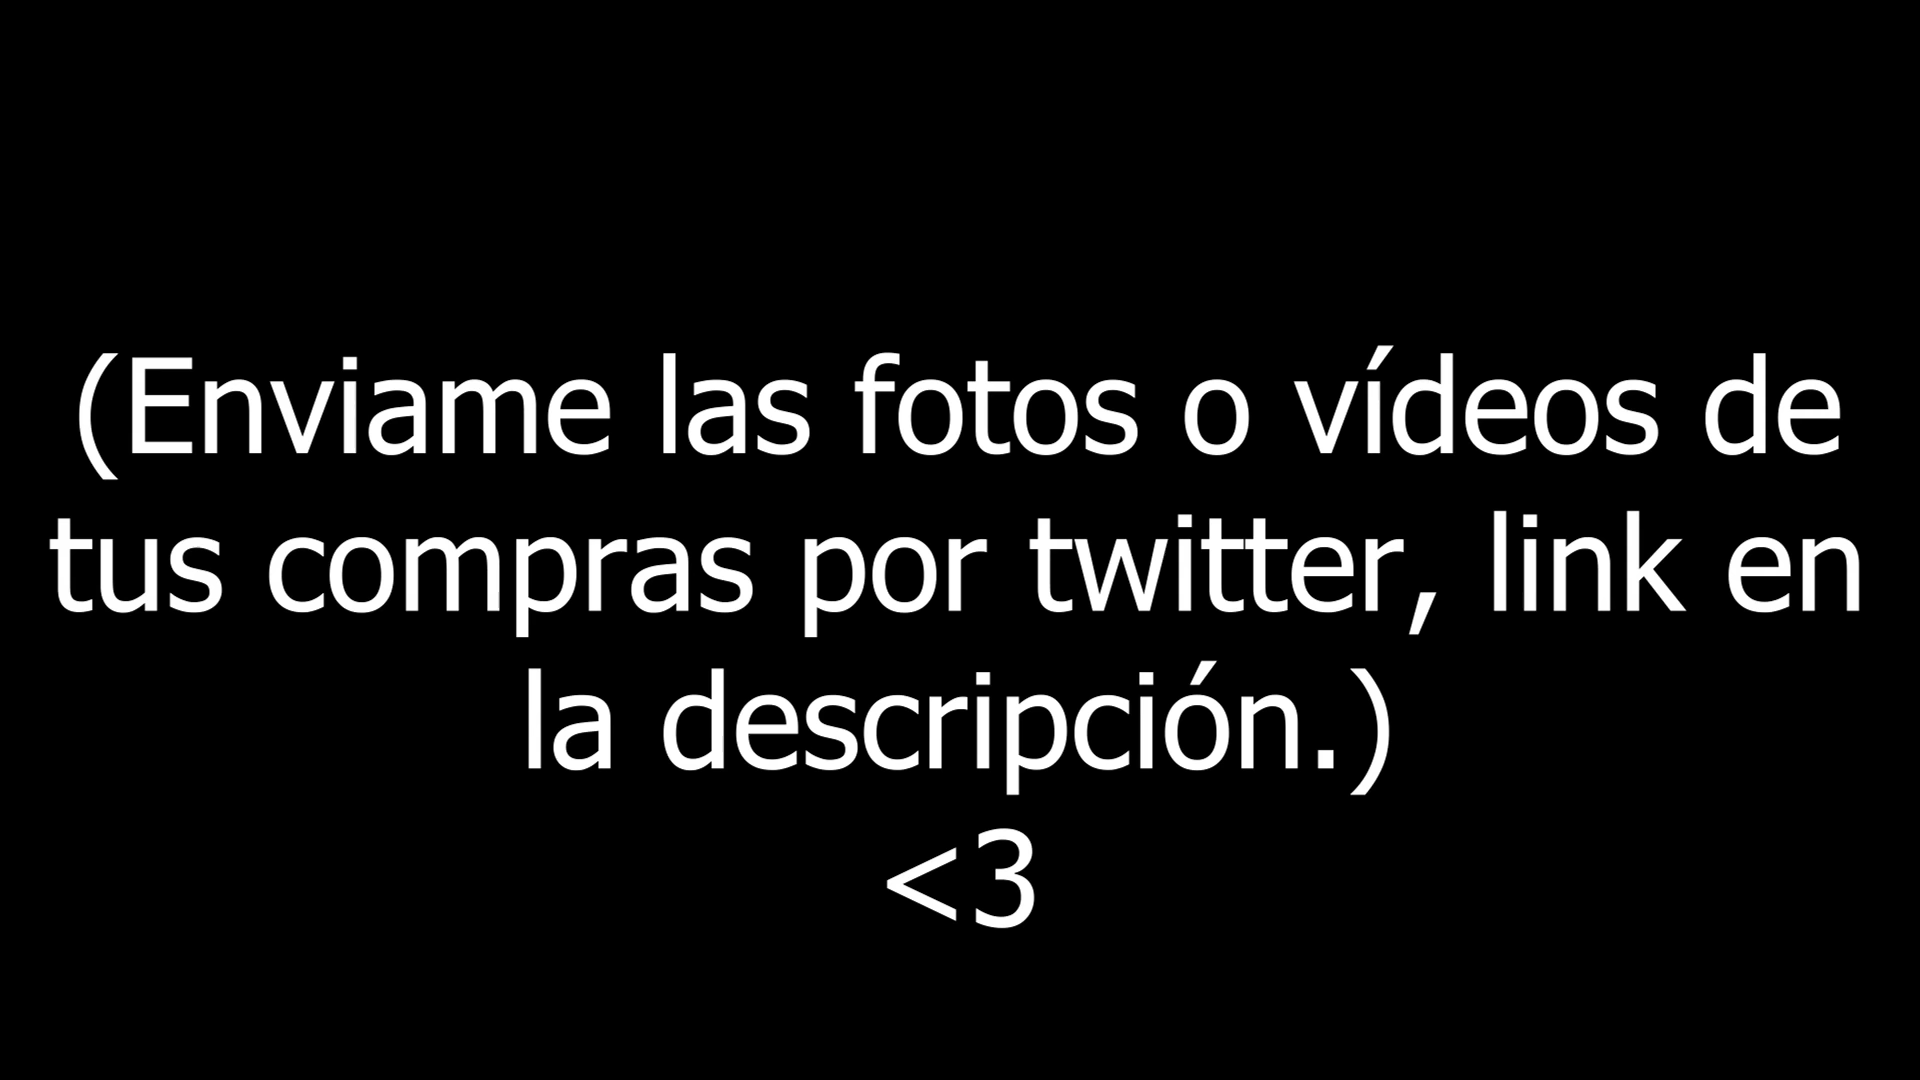 (Enviame las fotos o vídeos de
tus compras por twitter, link en
la descripción.)
<3